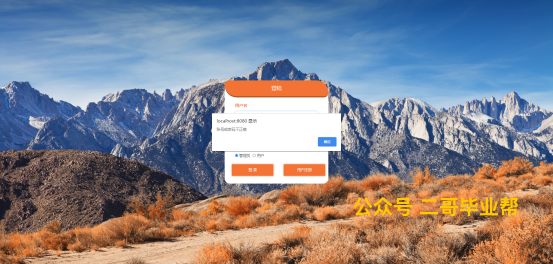 登陆
用户名
localhost:8080 显示
账号或密码不正确
确定
管理员 用户
登录
用户注册
公众号 二哥毕业帮